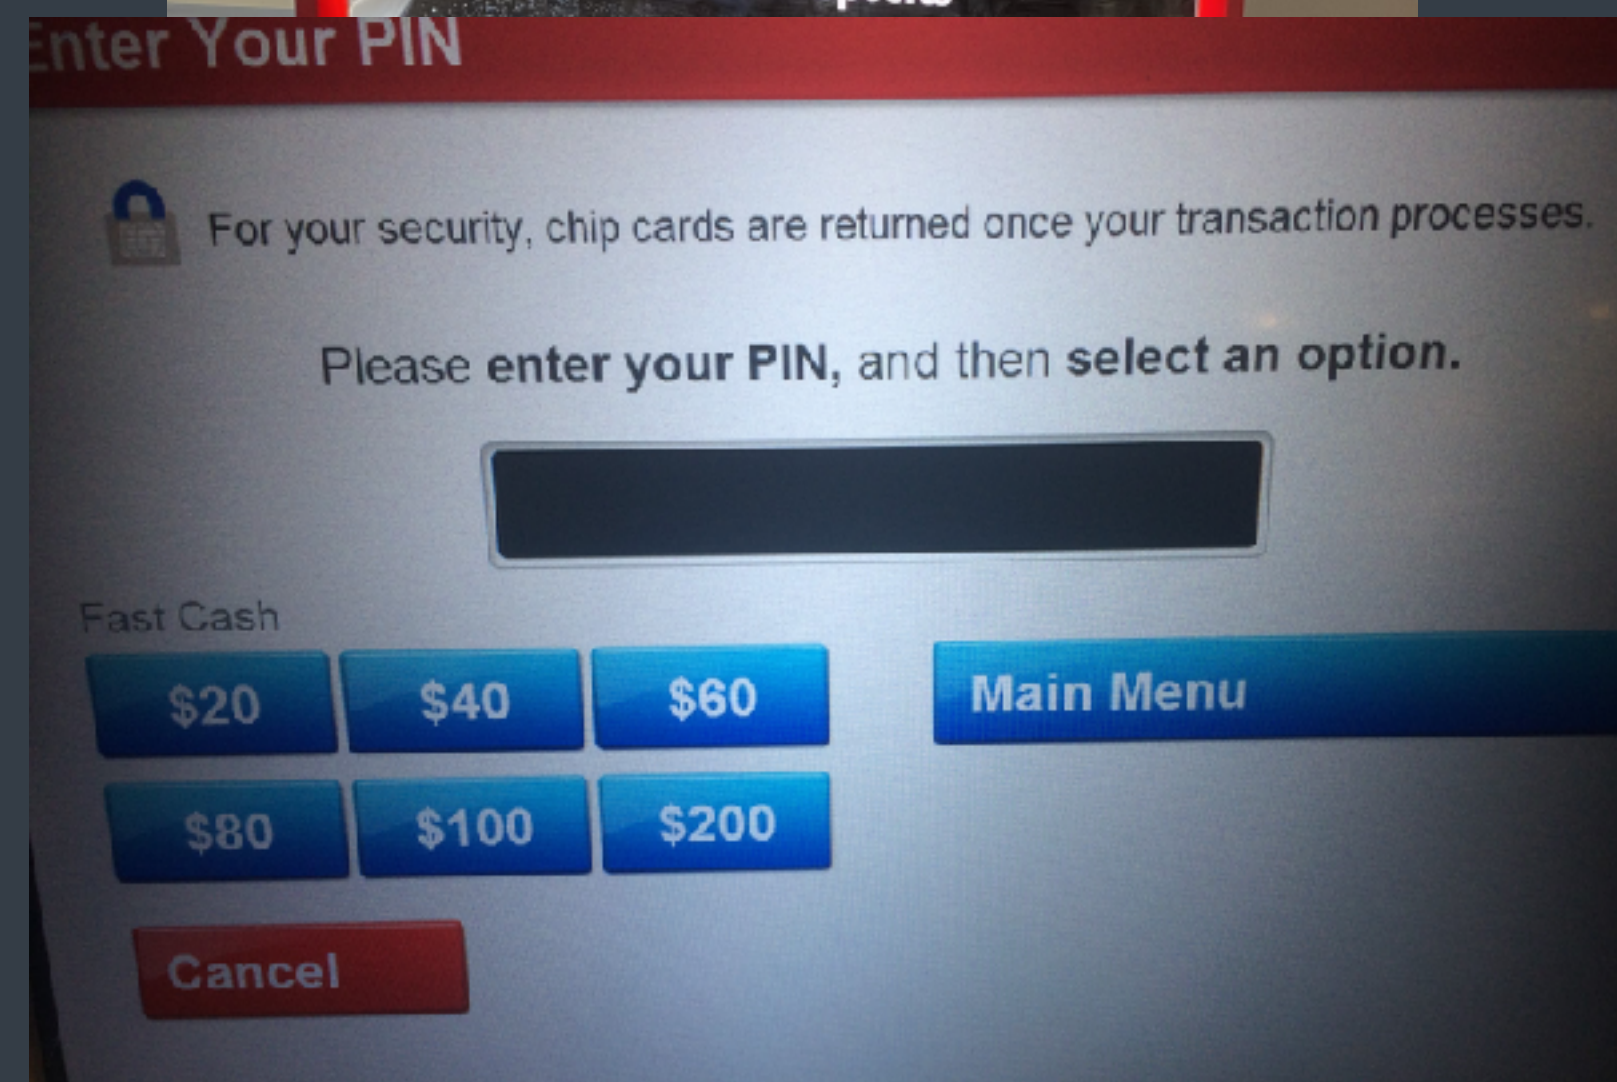 Enter Your PIN
For your security, chip cards are returned once your transaction processes.
Please enter your PIN, and then select an option.
Fast Cash
$20 $40 $60 Main Menu
$80 $100 $200
Cancel